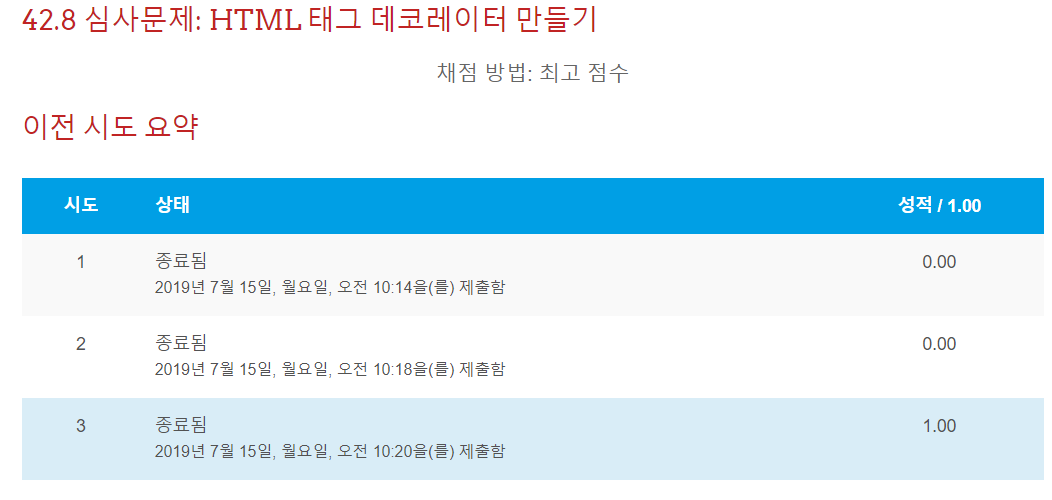 42.8 심사문제: HTML 태그 데코레이터 만들기
채점 방법: 최고 점수
이전 시도 요약
시도 상태 성적 / 1.00
1 종료됨 0.00
2019년 7월 15일, 월요일, 오전 10:14을(를) 제출함
2 종료됨 0.00
2019년 7월 15일, 월요일, 오전 10:18을(를) 제출함
3 종료됨 1.00
2019년 7월 15일, 월요일, 오전 10:20을(를) 제출함